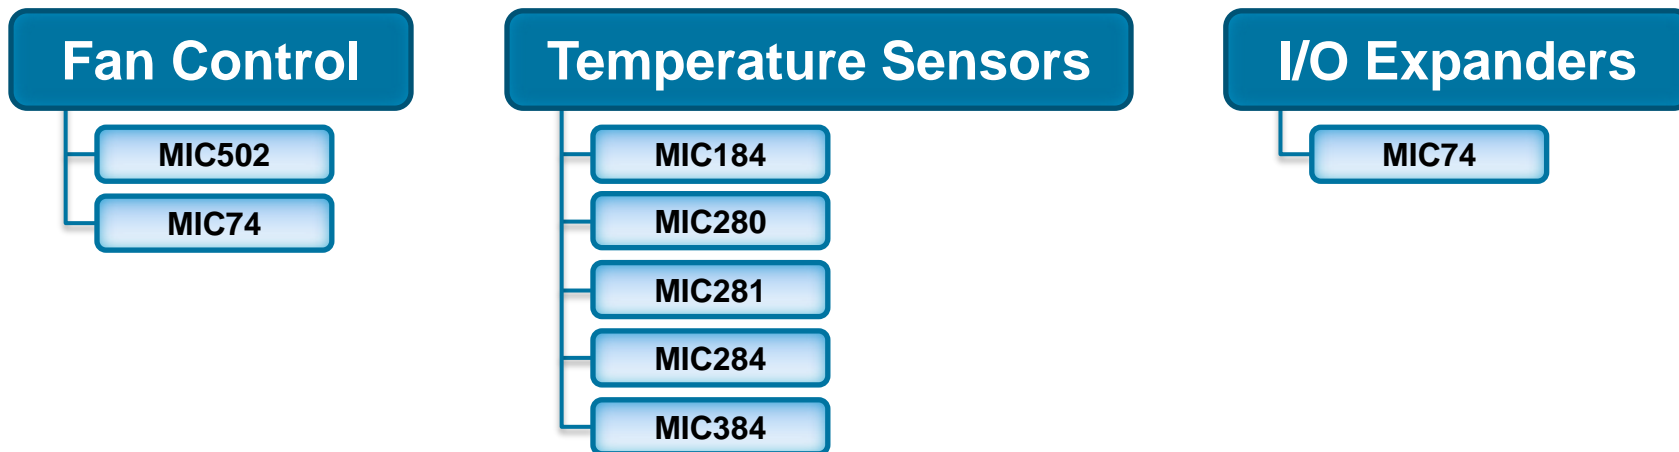 Fan Control
MIC502
MIC74
Temperature Sensors
MIC184
MIC280
MIC281
MIC284
MIC384
I/O Expanders
MIC74